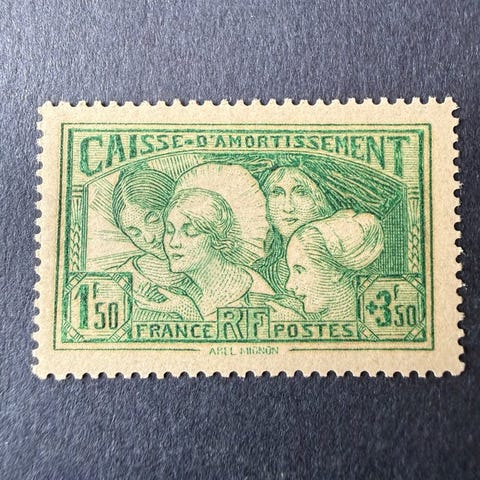 CAISSE-D'AMORTISSEMENT
1F50 +3F50
FRANCE RF POSTES
ABEL MIGNON